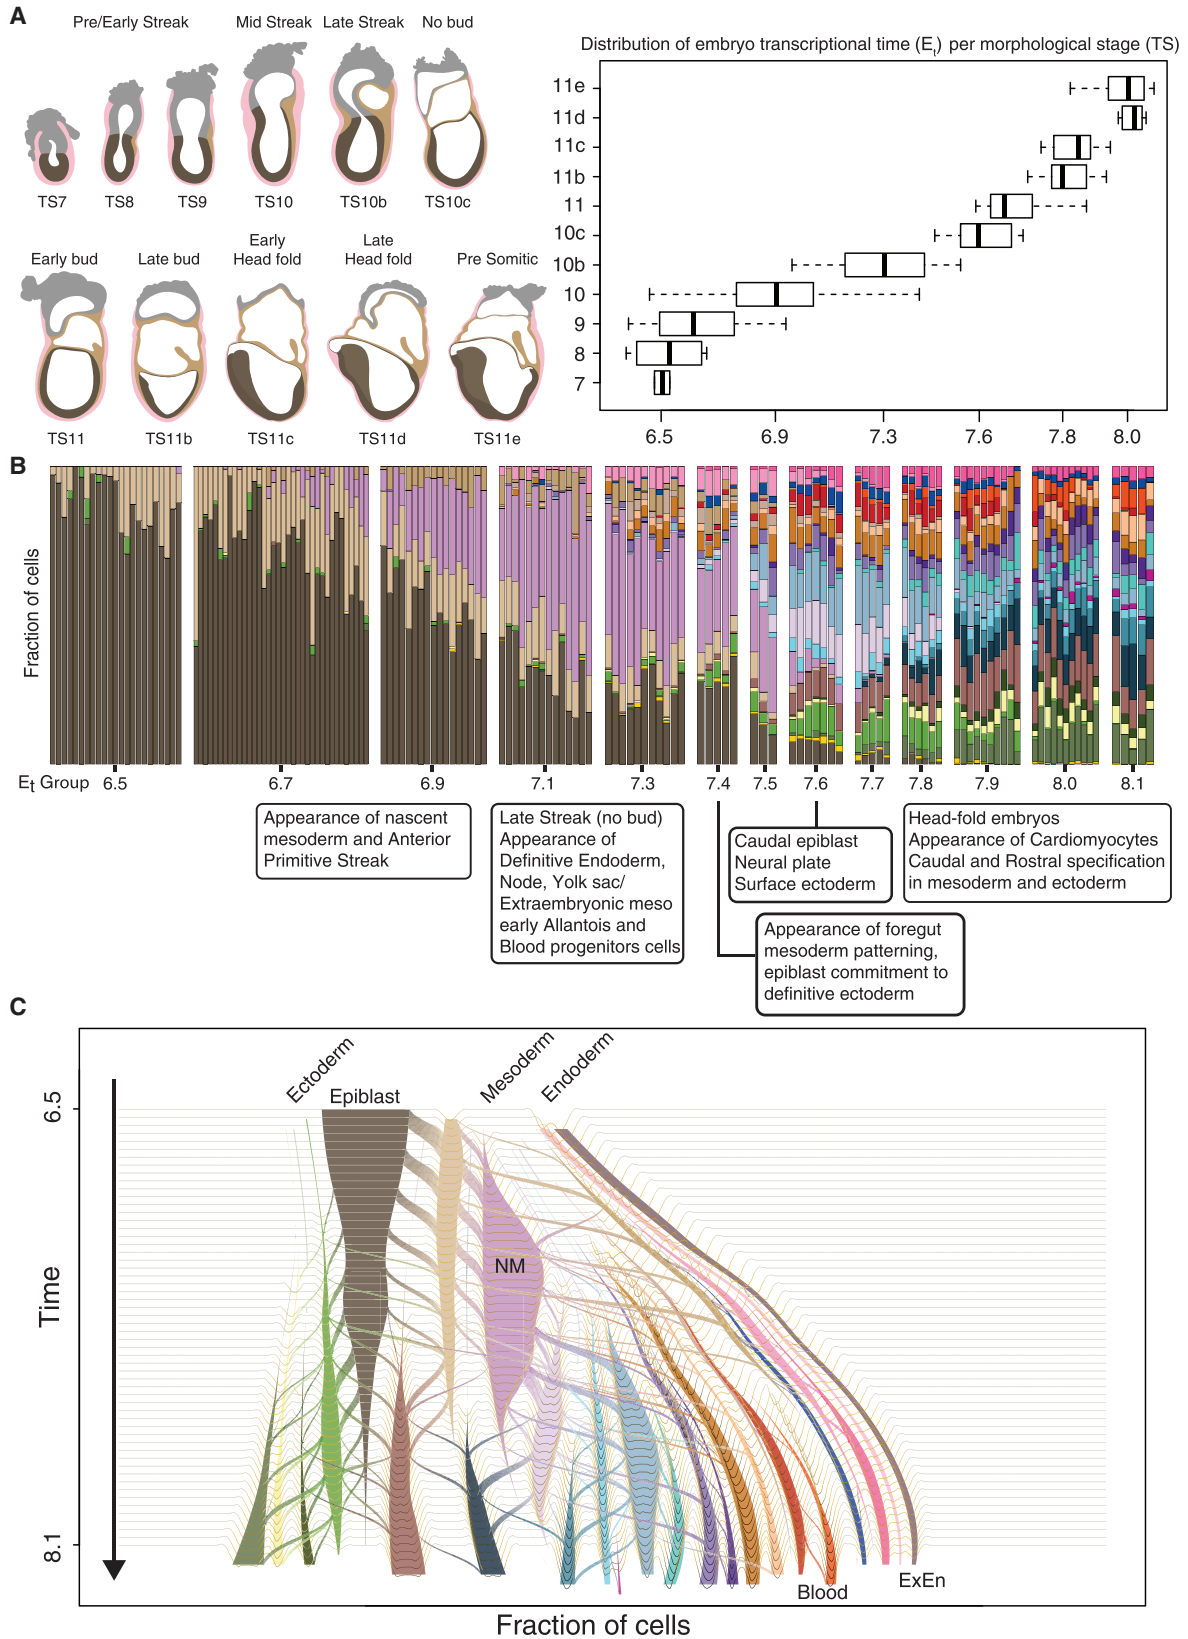 A
Pre/Early Streak
Mid Streak
Late Streak
No bud
TS7
TS8
TS9
TS10
TS10b
TS10c
Early bud
Late bud
Early
Head fold
Late
Head fold
Pre Somitic
TS11
TS11b
TS11c
TS11d
TS11e
Distribution of embryo transcriptional time (Et) per morphological stage (TS)
11e
11d
11c
11b
11
10c
10b
10
9
8
7
6.5
6.9
7.3
7.6
7.8
8.0
B
Fraction of cells
Et Group
6.5
6.7
6.9
7.1
7.3
7.4
7.5
7.6
7.7
7.8
7.9
8.0
8.1
Appearance of nascent
mesoderm and Anterior
Primitive Streak
Late Streak (no bud)
Appearance of
Definitive Endoderm,
Node, Yolk sac/
Extraembryonic meso
early Allantois and
Blood progenitors cells
Caudal epiblast
Neural plate
Surface ectoderm
Head-fold embryos
Appearance of Cardiomyocytes
Caudal and Rostral specification
in mesoderm and ectoderm
Appearance of foregut
mesoderm patterning,
epiblast commitment to
definitive ectoderm
C
Ectoderm
Epiblast
Mesoderm
Endoderm
6.5
Time
8.1
NM
Blood
ExEn
Fraction of cells